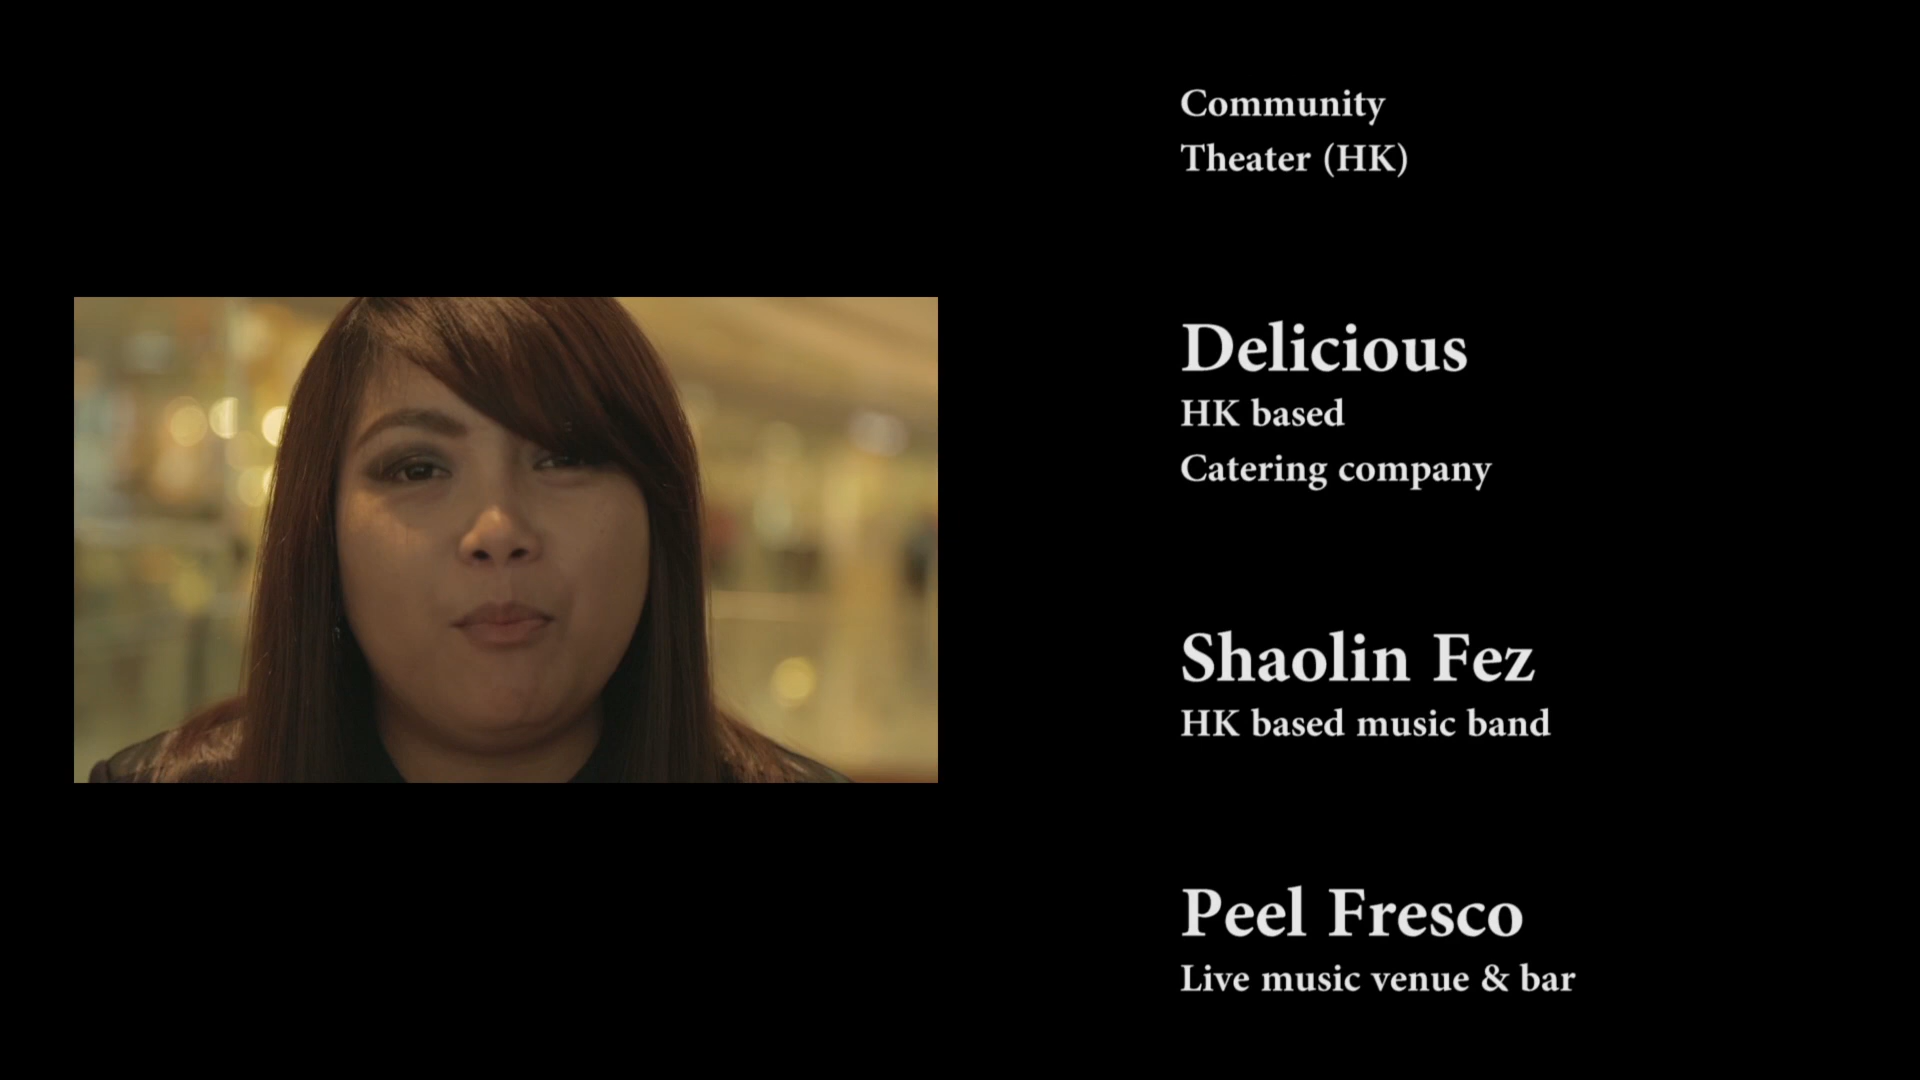 Community
Theater (HK)
Delicious
HK based
Catering company
Shaolin Fez
HK based music band
Peel Fresco
Live music venue & bar